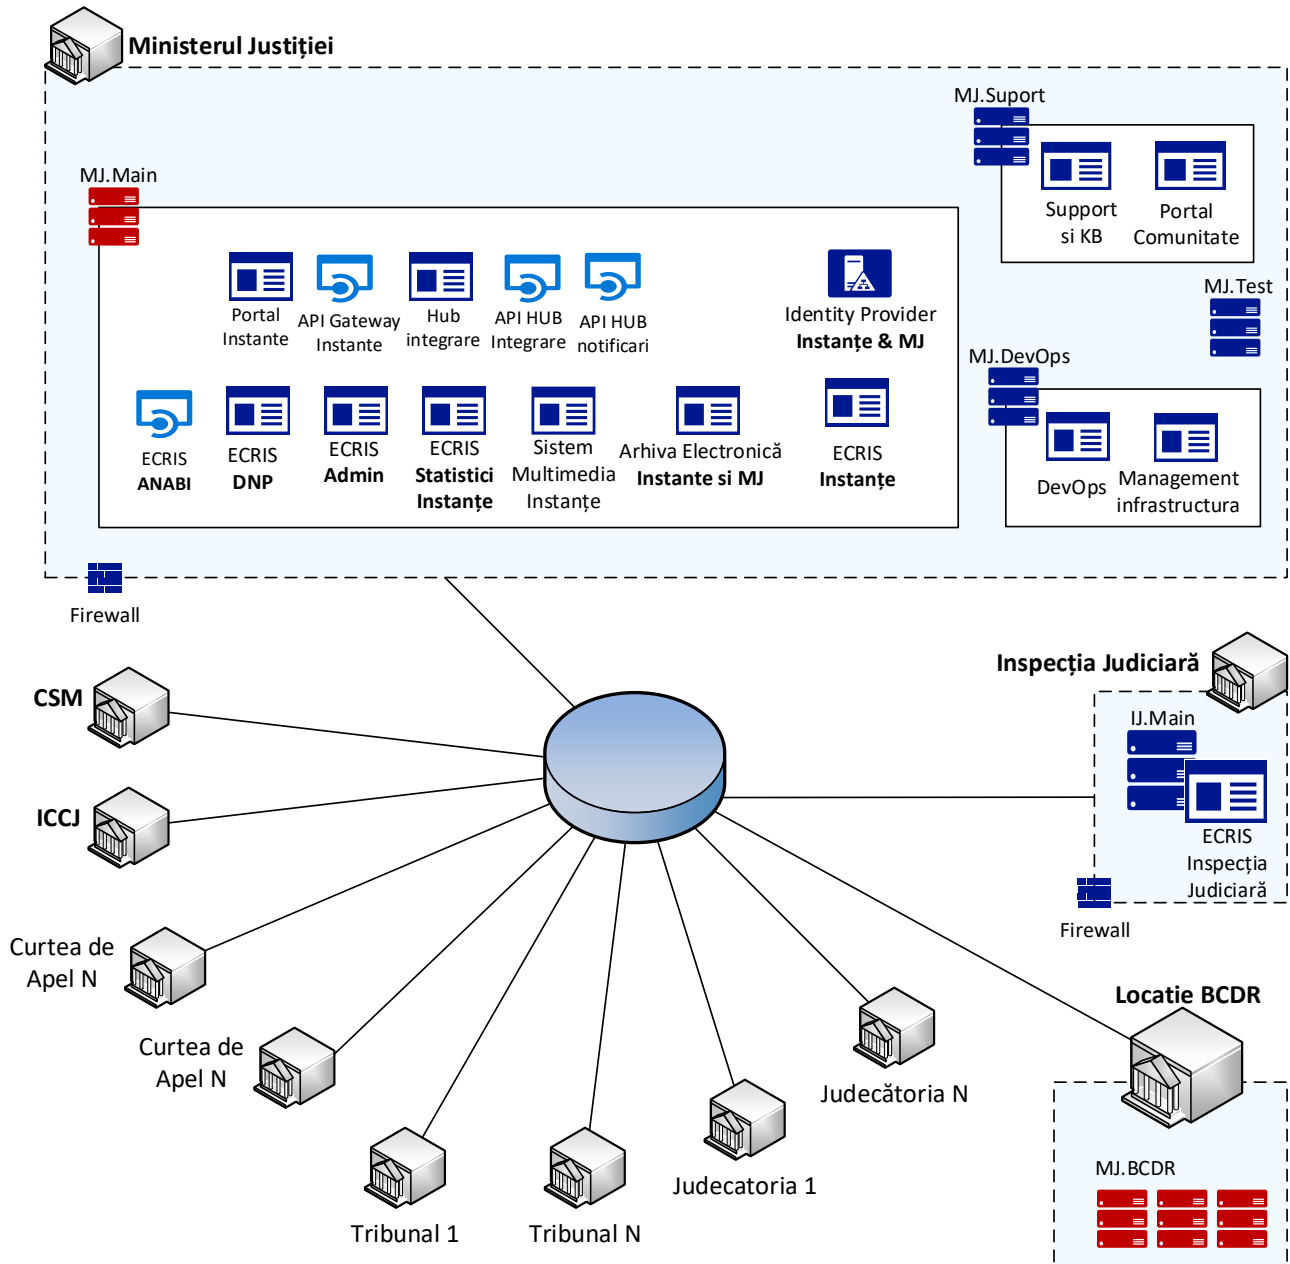 Ministerul Justiției
MJ.Suport
Support
si KB
Portal
Comunitate
MJ.Main
Portal
Instante
API Gateway
Instante
Hub
integrare
API HUB
Integrare
API HUB
notificari
Identity Provider
Instanțe & MJ
MJ.Test
MJ.DevOps
ECRIS
ANABI
ECRIS
DNP
ECRIS
Admin
ECRIS
Statistici
Instanțe
Sistem
Multimedia
Instanțe
Arhiva Electronică
Instante si MJ
ECRIS
Instanțe
DevOps
Management
infrastructura
Firewall
CSM
Inspecția Judiciară
IJ.Main
ECRIS
Inspecția
Judiciară
Firewall
ICCJ
Curtea de
Apel N
Locatie BCDR
Curtea de
Apel N
Judecătoria N
MJ.BCDR
Judecatoria 1
Tribunal 1
Tribunal N